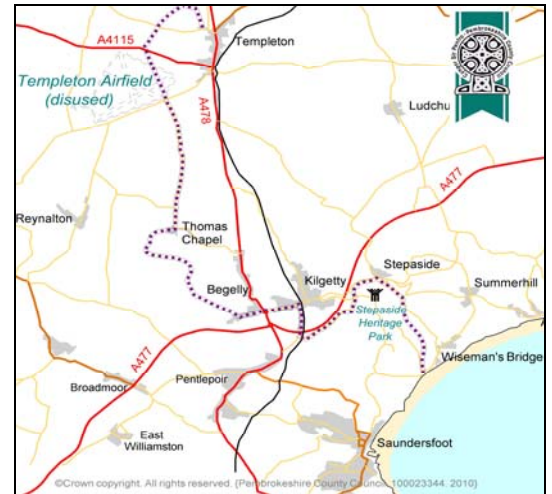 A4115
Templeton
Templeton Airfield
(disused)
A478
Ludchu
A477
Reynalton
Thomas
Chapel
Stepaside
Kilgetty
Begelly
Summerhill
Stepaside
Heritage
Park
Wiseman's Bridge
A477
Pentlepoir
Broadmoor
East
Williamston
Saundersfoot
©Crown copyright. All rights reserved. {Pembrokeshire County Council, 100023344. 2010}